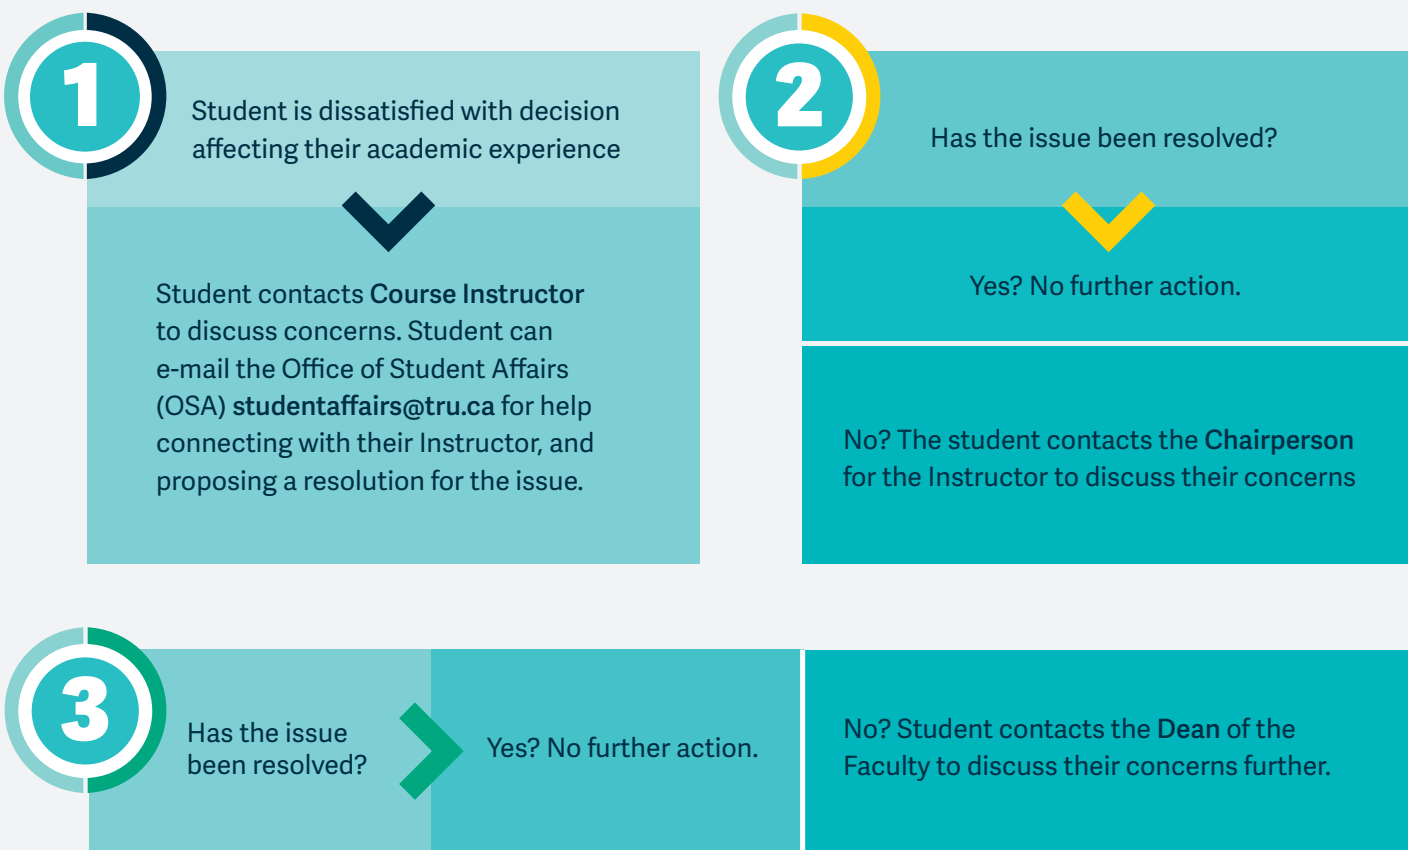 1
Student is dissatisfied with decision
affecting their academic experience
Student contacts Course Instructor
to discuss concerns. Student can
e-mail the Office of Student Affairs
(OSA) studentaffairs@tru.ca for help
connecting with their Instructor, and
proposing a resolution for the issue.
2
Has the issue been resolved?
Yes? No further action.
No? The student contacts the Chairperson
for the Instructor to discuss their concerns
3
Has the issue
been resolved?
Yes? No further action.
No? Student contacts the Dean of the
Faculty to discuss their concerns further.